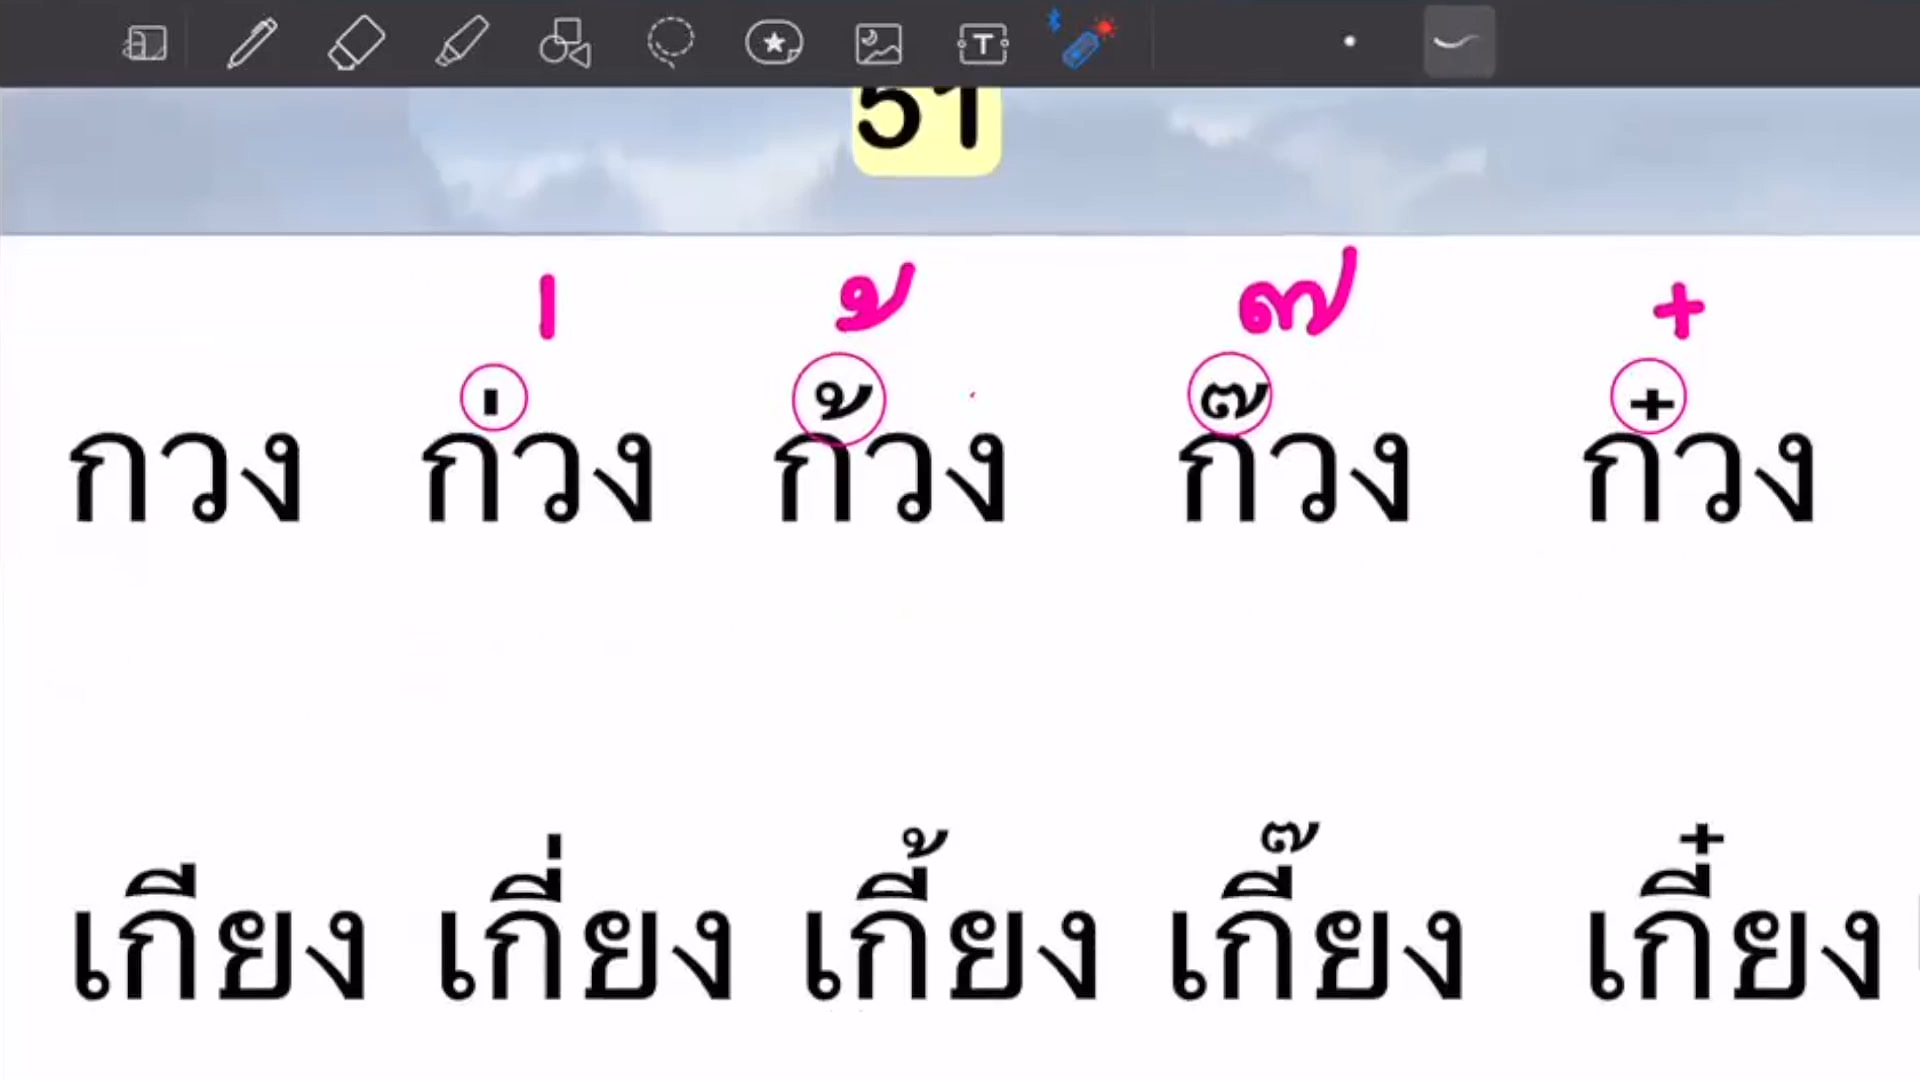 51
่ ้ ๊ ๋
กวง ก่วง ก้วง ก๊วง ก๋วง
เกียง เกี่ยง เกี้ยง เกี๊ยง เกี๋ยง